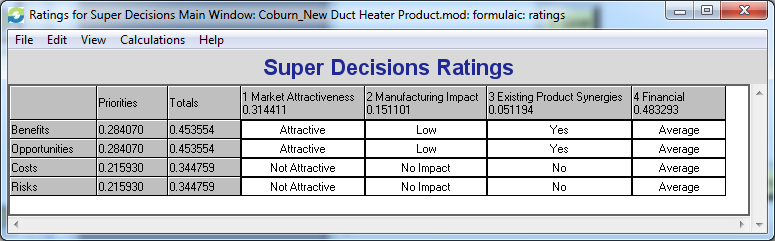 Ratings for Super Decisions Main Window: Coburn_New Duct Heater Product.mod: formulaic: ratings
File Edit View Calculations Help
Super Decisions Ratings
Priorities Totals 1 Market Attractiveness 0.314411 2 Manufacturing Impact 0.151101 3 Existing Product Synergies 0.051194 4 Financial 0.483293
Benefits 0.284070 0.453554 Attractive Low Yes Average
Opportunities 0.284070 0.453554 Attractive Low Yes Average
Costs 0.215930 0.344759 Not Attractive No Impact No Average
Risks 0.215930 0.344759 Not Attractive No Impact No Average